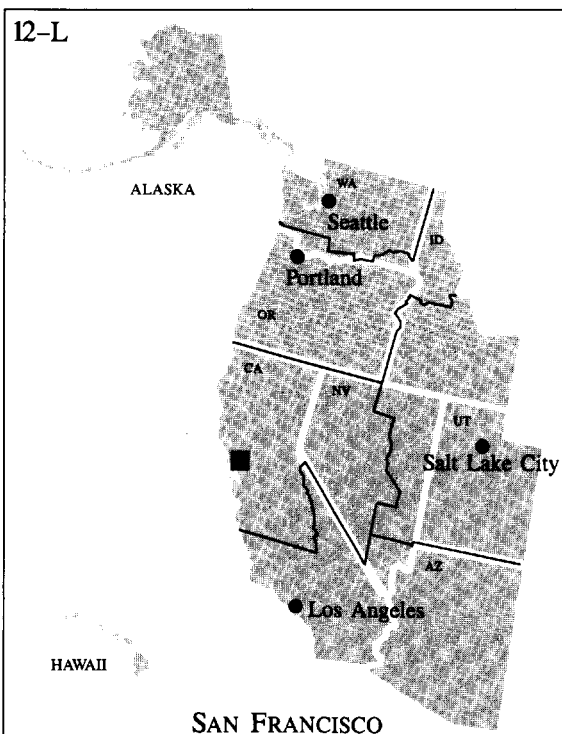 12–L
ALASKA
WA
Seattle
ID
Portland
OR
CA
NV
UT
Salt Lake City
AZ
Los Angeles
HAWAII
SAN FRANCISCO